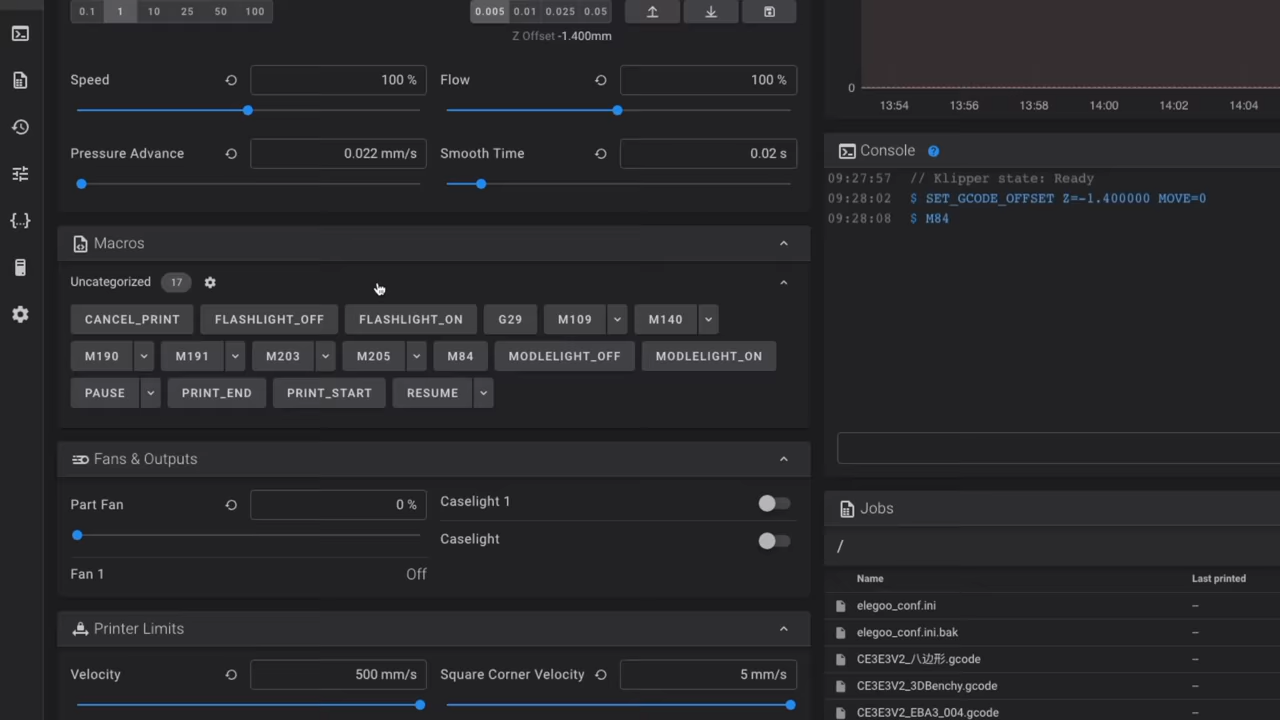 0.1 1 10 25 50 100
0.005 0.01 0.025 0.05
Z Offset -1.400mm
Speed 100 % Flow 100 %
Pressure Advance 0.022 mm/s Smooth Time 0.02 s
Macros
Uncategorized 17
CANCEL_PRINT FLASHLIGHT_OFF FLASHLIGHT_ON G29 M109 M140
M190 M191 M203 M205 M84 MODLELIGHT_OFF MODLELIGHT_ON
PAUSE PRINT_END PRINT_START RESUME
Fans & Outputs
Part Fan 0 % Caselight 1
Caselight
Fan 1 Off
Printer Limits
Velocity 500 mm/s Square Corner Velocity 5 mm/s
0
13:54 13:56 13:58 14:00 14:02 14:04
Console ?
09:27:57 // Klipper state: Ready
09:28:02 $ SET_GCODE_OFFSET Z=-1.400000 MOVE=0
09:28:08 $ M84
Jobs
/
Name Last printed
elegoo_conf.ini –
elegoo_conf.ini.bak –
CE3E3V2_八边形.gcode –
CE3E3V2_3DBenchy.gcode –
CE3E3V2_EBA3_004.gcode –